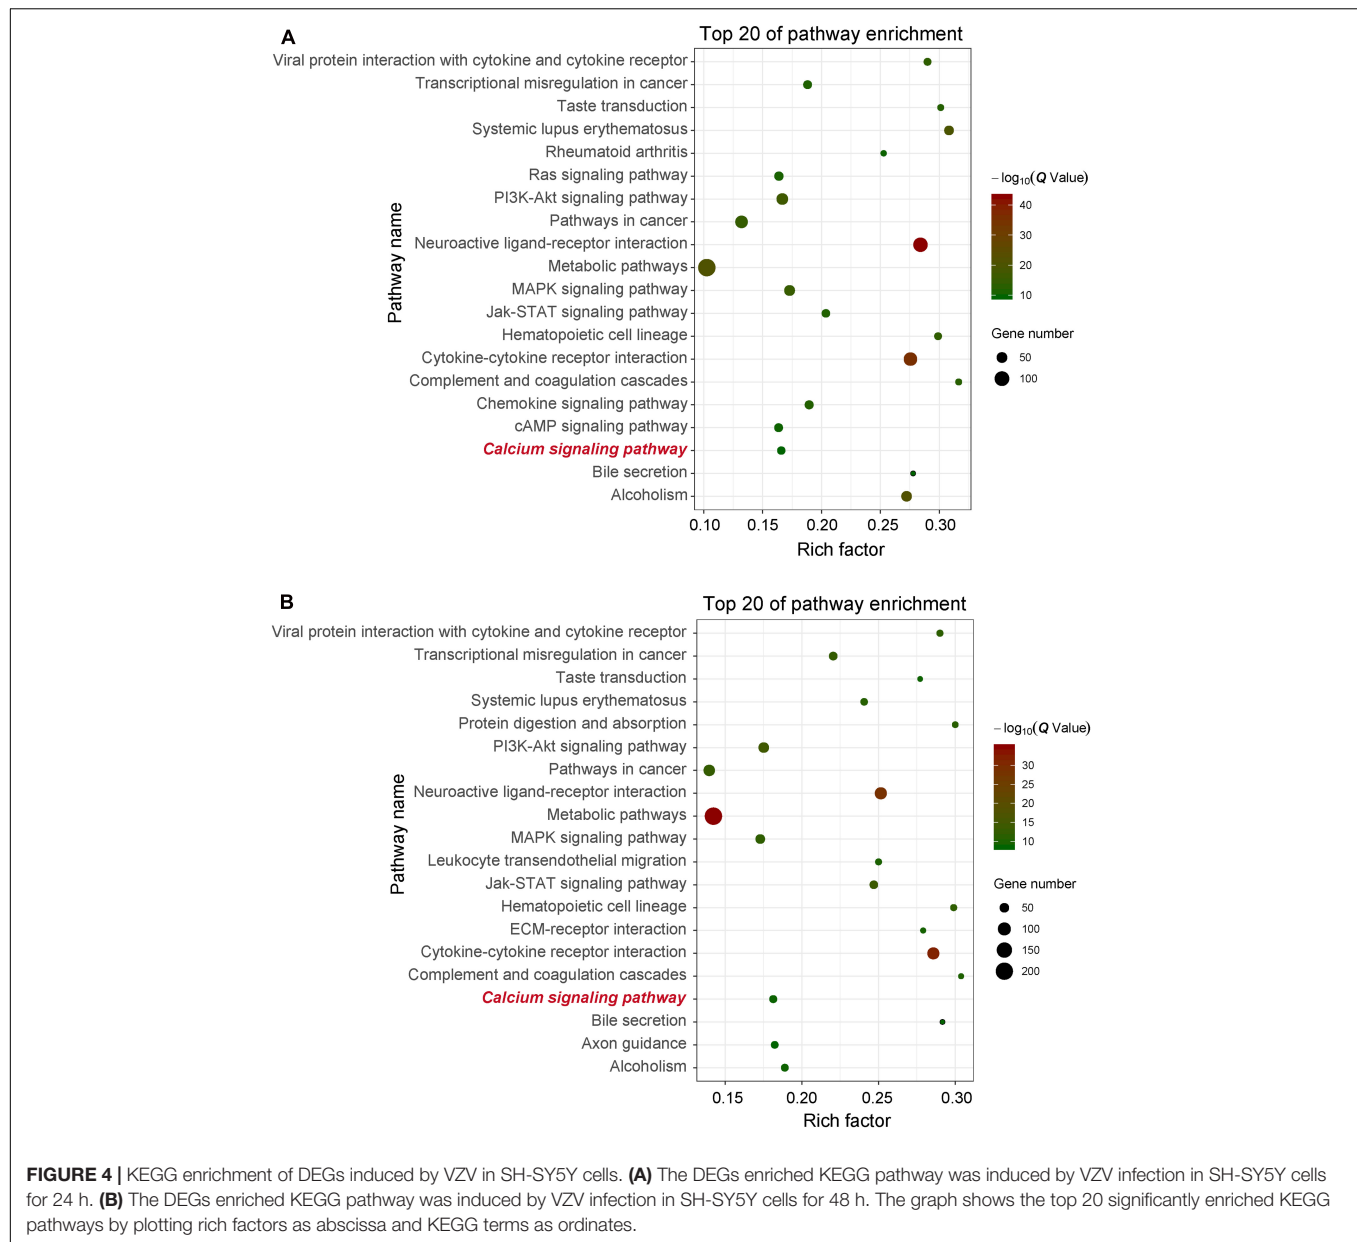 A
Top 20 of pathway enrichment
Viral protein interaction with cytokine and cytokine receptor
Transcriptional misregulation in cancer
Taste transduction
Systemic lupus erythematosus
Rheumatoid arthritis
Ras signaling pathway
PI3K-Akt signaling pathway
Pathways in cancer
Neuroactive ligand-receptor interaction
Metabolic pathways
MAPK signaling pathway
Jak-STAT signaling pathway
Hematopoietic cell lineage
Cytokine-cytokine receptor interaction
Complement and coagulation cascades
Chemokine signaling pathway
cAMP signaling pathway
Calcium signaling pathway
Bile secretion
Alcoholism
Pathway name
0.10 0.15 0.20 0.25 0.30
Rich factor
−log10(Q Value)
40
30
20
10
Gene number
50
100
B
Top 20 of pathway enrichment
Viral protein interaction with cytokine and cytokine receptor
Transcriptional misregulation in cancer
Taste transduction
Systemic lupus erythematosus
Protein digestion and absorption
PI3K-Akt signaling pathway
Pathways in cancer
Neuroactive ligand-receptor interaction
Metabolic pathways
MAPK signaling pathway
Leukocyte transendothelial migration
Jak-STAT signaling pathway
Hematopoietic cell lineage
ECM-receptor interaction
Cytokine-cytokine receptor interaction
Complement and coagulation cascades
Calcium signaling pathway
Bile secretion
Axon guidance
Alcoholism
Pathway name
0.15 0.20 0.25 0.30
Rich factor
−log10(Q Value)
30
25
20
15
10
Gene number
50
100
150
200
FIGURE 4 | KEGG enrichment of DEGs induced by VZV in SH-SY5Y cells. (A) The DEGs enriched KEGG pathway was induced by VZV infection in SH-SY5Y cells
for 24 h. (B) The DEGs enriched KEGG pathway was induced by VZV infection in SH-SY5Y cells for 48 h. The graph shows the top 20 significantly enriched KEGG
pathways by plotting rich factors as abscissa and KEGG terms as ordinates.